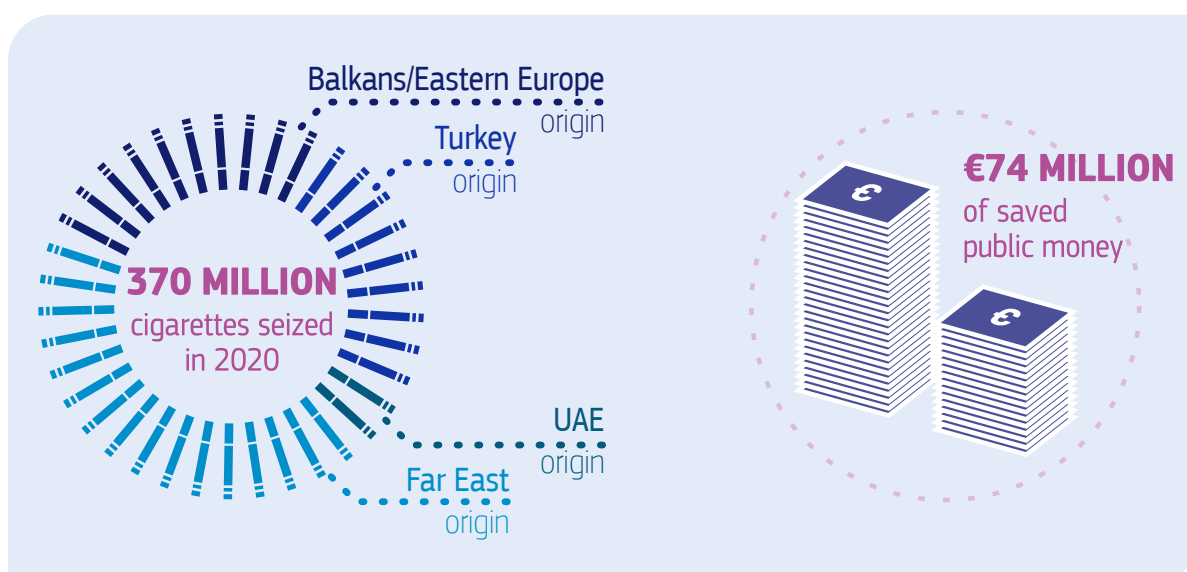 Balkans/Eastern Europe
origin
Turkey
origin
370 MILLION
cigarettes seized
in 2020
UAE
origin
Far East
origin
€
€
€74 MILLION
of saved
public money